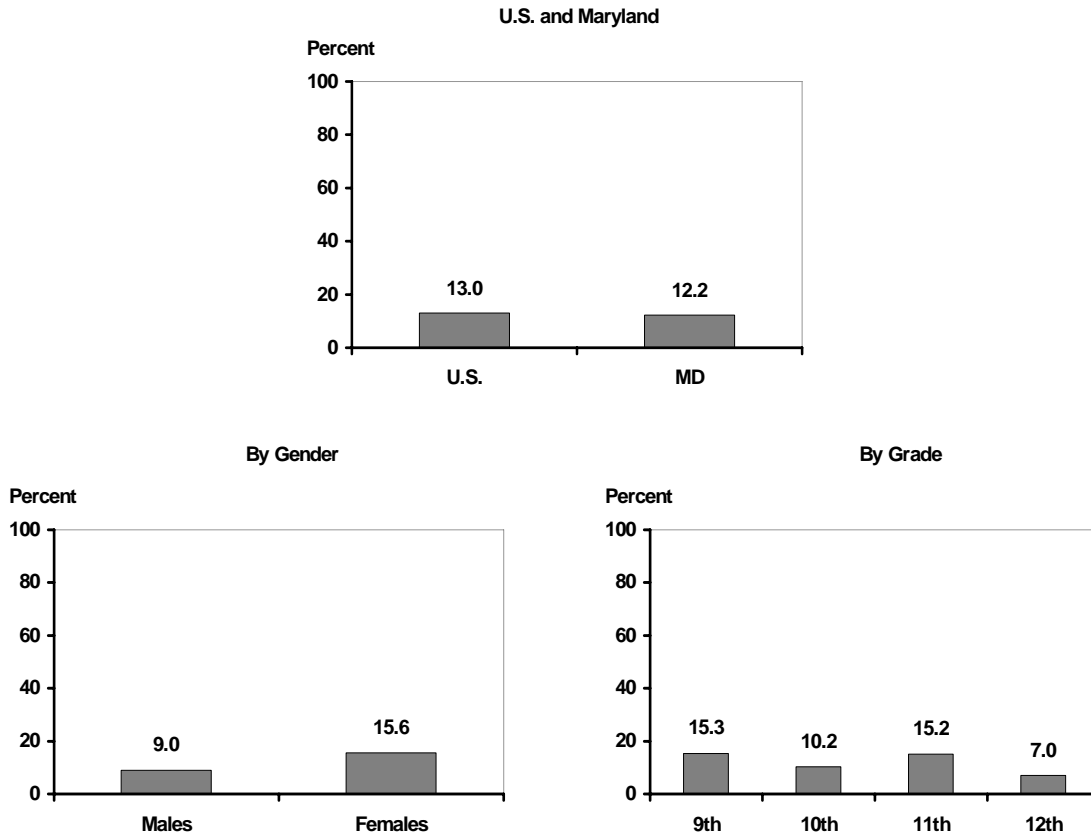 U.S. and Maryland
Percent
100
80
60
40
20
0
13.0
12.2
U.S.
MD
By Gender
Percent
100
80
60
40
20
0
9.0
15.6
Males
Females
By Grade
Percent
100
80
60
40
20
0
15.3
10.2
15.2
7.0
9th
10th
11th
12th